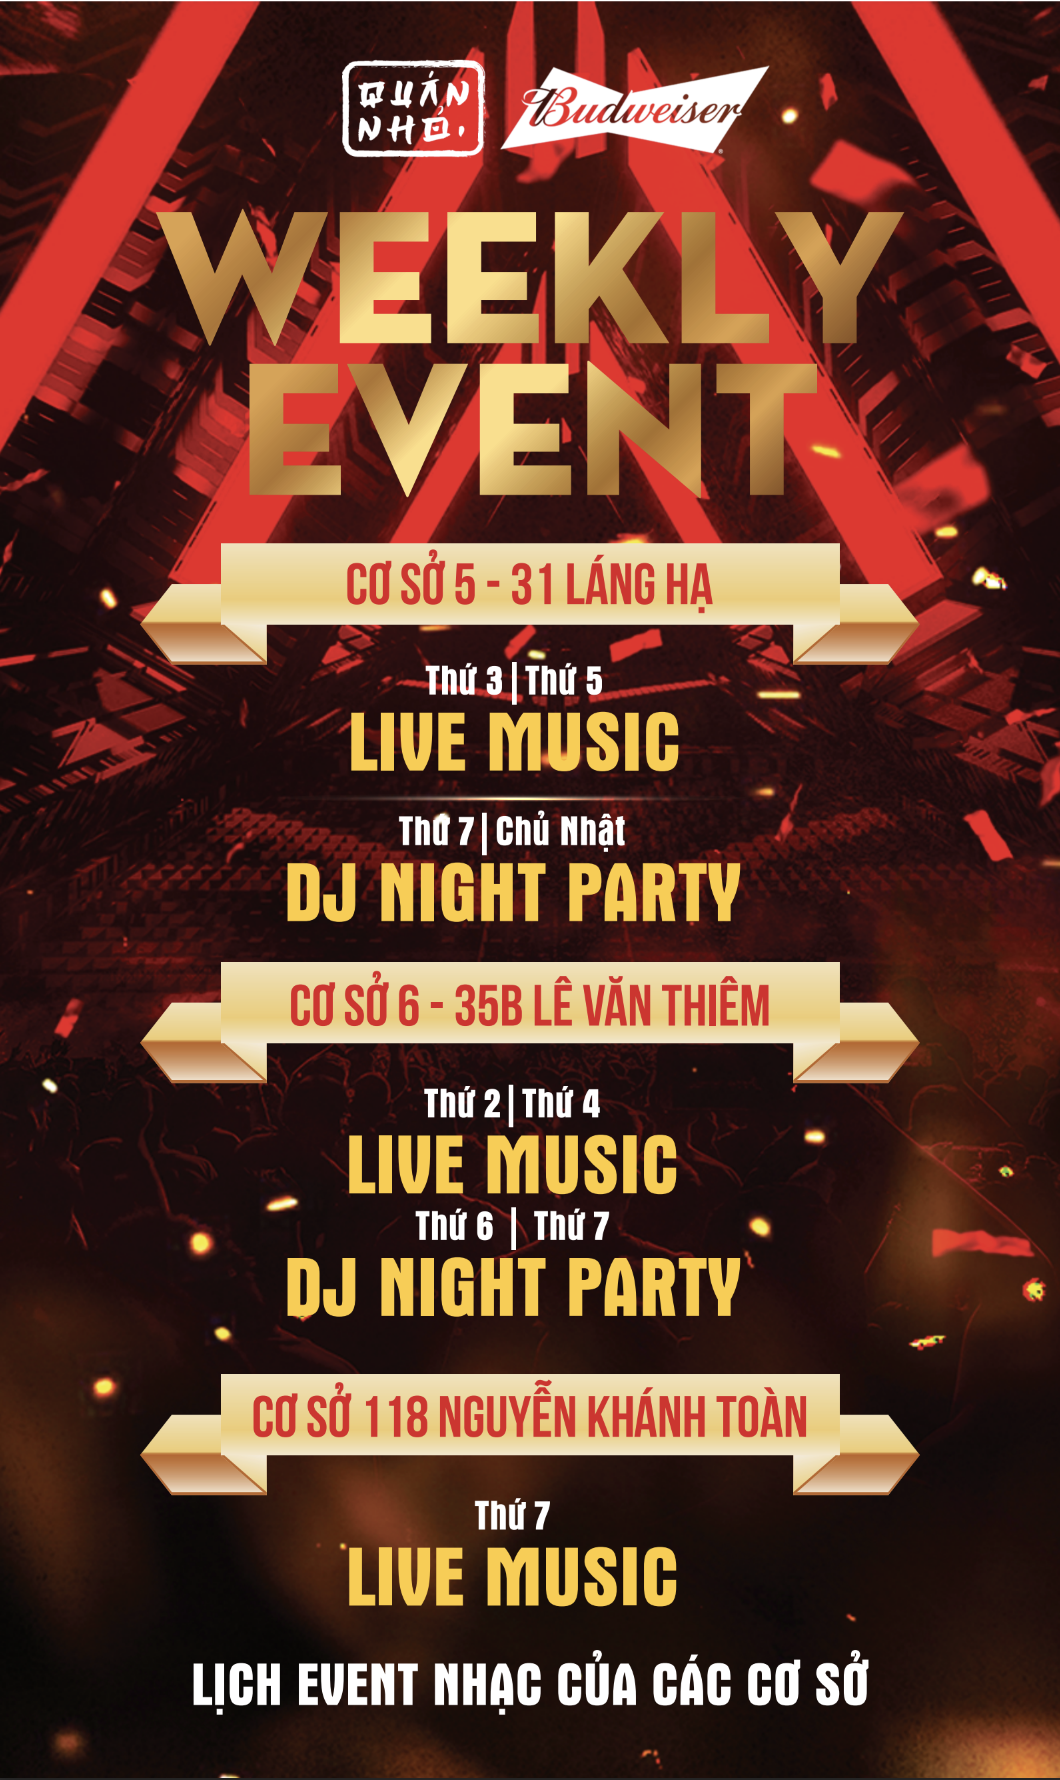 QUÁN
NHỎ.
Budweiser
WEEKLY
EVENT
CƠ SỞ 5 - 31 LÁNG HẠ
Thứ 3|Thứ 5
LIVE MUSIC
Thứ 7|Chủ Nhật
DJ NIGHT PARTY
CƠ SỞ 6 - 35B LÊ VĂN THIÊM
Thứ 2|Thứ 4
LIVE MUSIC
Thứ 6 | Thứ 7
DJ NIGHT PARTY
CƠ SỞ 118 NGUYỄN KHÁNH TOÀN
Thứ 7
LIVE MUSIC
LỊCH EVENT NHẠC CỦA CÁC CƠ SỞ